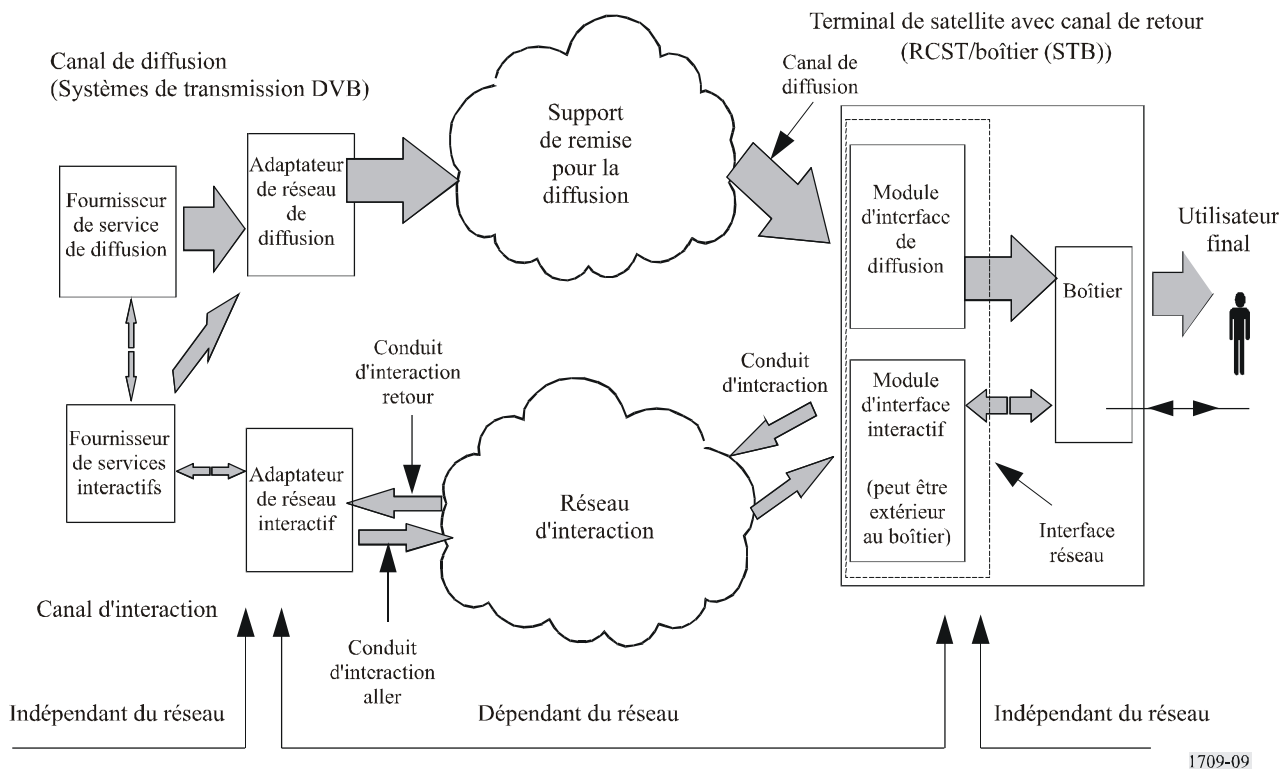 Terminal de satellite avec canal de retour
(RCST/boîtier (STB))
Canal de diffusion
(Systèmes de transmission DVB)
Canal de
diffusion
Support
de remise
pour la
diffusion
Adaptateur
de réseau
de
diffusion
Fournisseur
de service
de diffusion
Module
d'interface
de
diffusion
Utilisateur
final
Boîtier
Conduit
d'interaction
retour
Conduit
d'interaction
Module
d'interface
interactif
(peut être
extérieur
au boîtier)
Fournisseur
de services
interactifs
Adaptateur
de réseau
interactif
Réseau
d'interaction
Interface
réseau
Canal d'interaction
Conduit
d'interaction
aller
Indépendant du réseau
Dépendant du réseau
Indépendant du réseau
1709-09